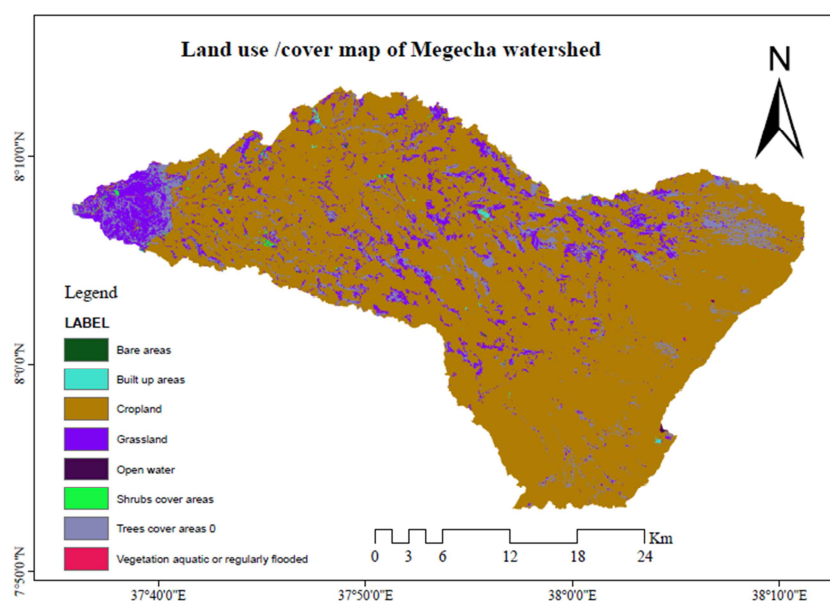 Land use /cover map of Megecha watershed
N
8°10'0"N
8°0'0"N
7°50'0"N
Legend
LABEL
Bare areas
Built up areas
Cropland
Grassland
Open water
Shrubs cover areas
Trees cover areas 0
Vegetation aquatic or regularly flooded
Km
0 3 6 12 18 24
37°40'0"E 37°50'0"E 38°0'0"E 38°10'0"E